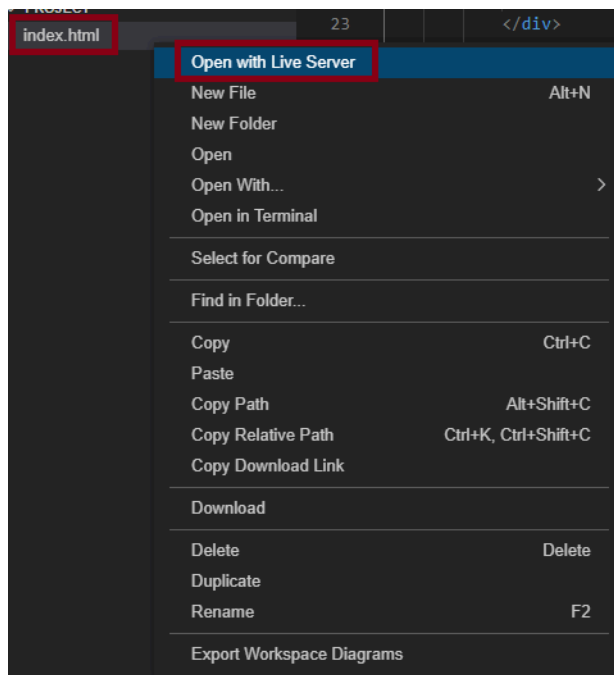 PROJECT
index.html
23 </div>
Open with Live Server
New File Alt+N
New Folder
Open
Open With...
Open in Terminal
Select for Compare
Find in Folder...
Copy Ctrl+C
Paste
Copy Path Alt+Shift+C
Copy Relative Path Ctrl+K, Ctrl+Shift+C
Copy Download Link
Download
Delete Delete
Duplicate
Rename F2
Export Workspace Diagrams